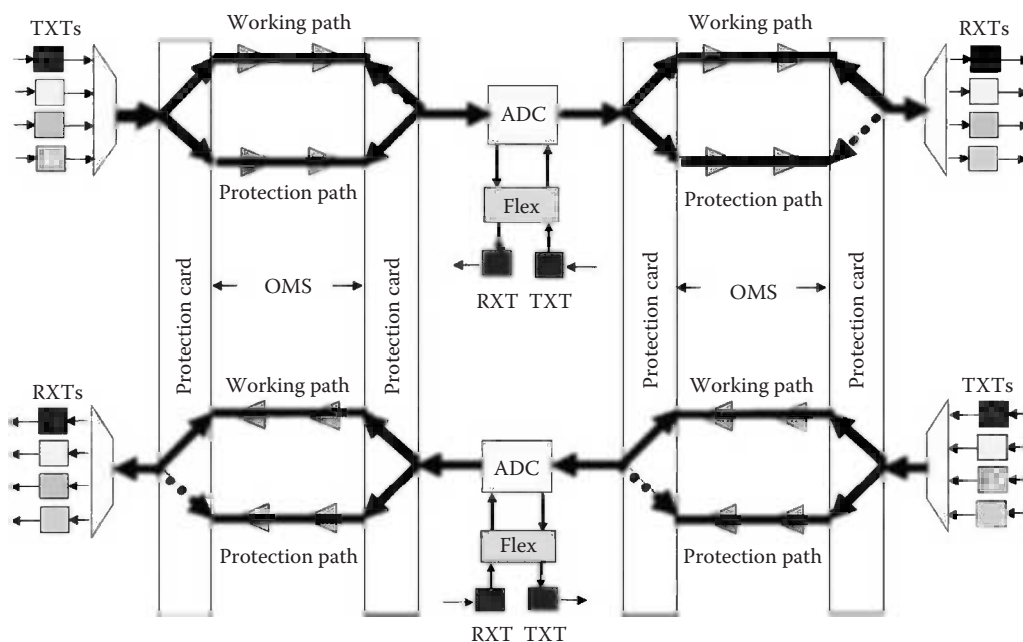 TXTs
Working path
Working path
RXTs
ADC
Protection path
Flex
Protection path
Protection card
OMS
Protection card
RXT
TXT
Protection card
OMS
Protection card
RXTs
Working path
Working path
TXTs
ADC
Protection path
Flex
Protection path
RXT
TXT